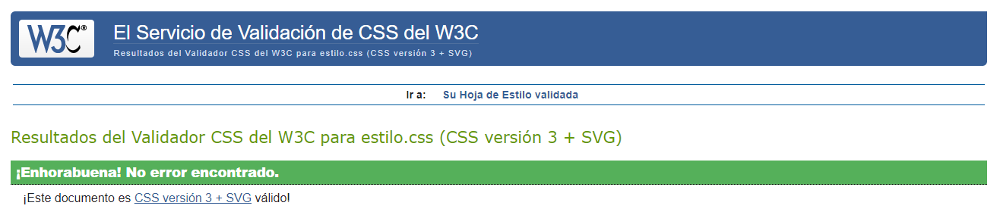 W3C®
El Servicio de Validación de CSS del W3C
Resultados del Validador CSS del W3C para estilo.css (CSS versión 3 + SVG)
Ir a: Su Hoja de Estilo validada
Resultados del Validador CSS del W3C para estilo.css (CSS versión 3 + SVG)
¡Enhorabuena! No error encontrado.
¡Este documento es CSS versión 3 + SVG válido!